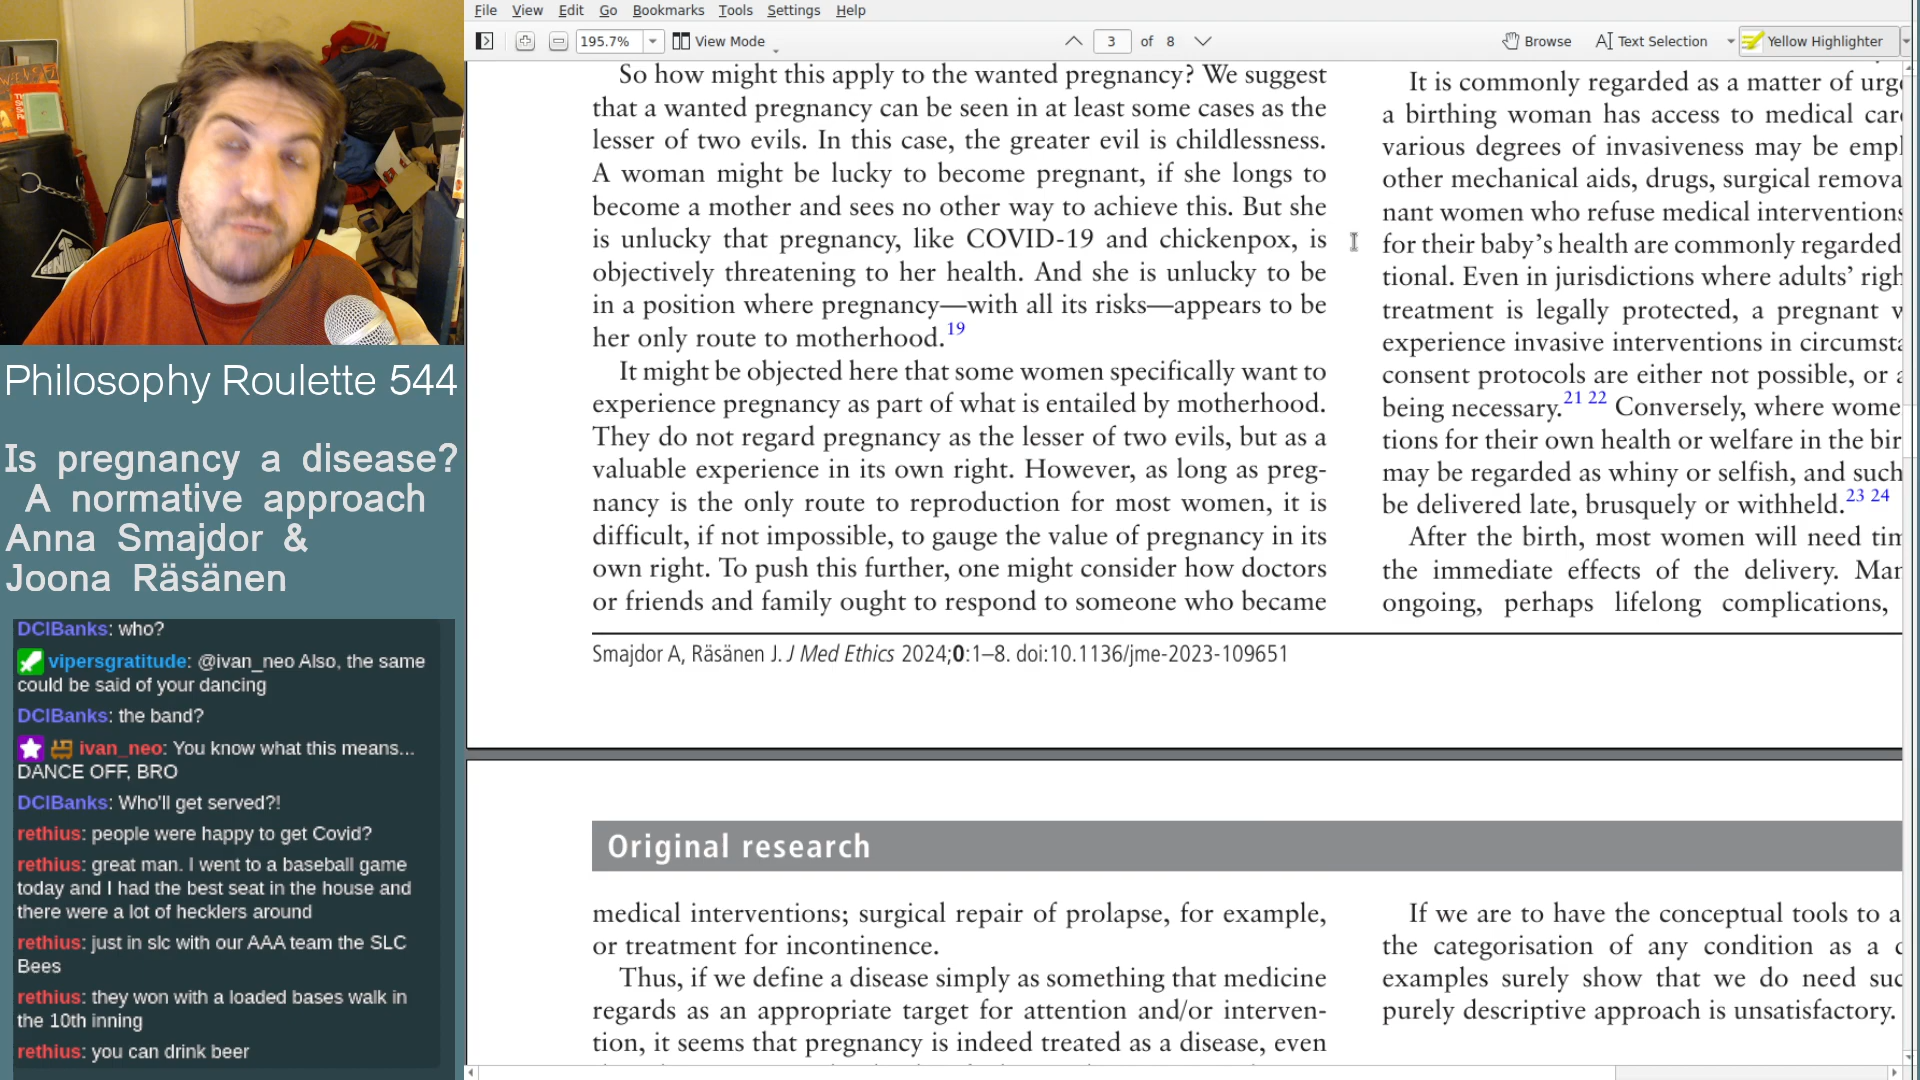 File View Edit Go Bookmarks Tools Settings Help
195.7% View Mode 3 of 8 Browse Text Selection Yellow Highlighter
So how might this apply to the wanted pregnancy? We suggest
that a wanted pregnancy can be seen in at least some cases as the
lesser of two evils. In this case, the greater evil is childlessness.
A woman might be lucky to become pregnant, if she longs to
become a mother and sees no other way to achieve this. But she
is unlucky that pregnancy, like COVID-19 and chickenpox, is
objectively threatening to her health. And she is unlucky to be
in a position where pregnancy—with all its risks—appears to be
her only route to motherhood.19
It might be objected here that some women specifically want to
experience pregnancy as part of what is entailed by motherhood.
They do not regard pregnancy as the lesser of two evils, but as a
valuable experience in its own right. However, as long as preg-
nancy is the only route to reproduction for most women, it is
difficult, if not impossible, to gauge the value of pregnancy in its
own right. To push this further, one might consider how doctors
or friends and family ought to respond to someone who became
Smajdor A, Räsänen J. J Med Ethics 2024;0:1–8. doi:10.1136/jme-2023-109651
It is commonly regarded as a matter of urge
a birthing woman has access to medical car
various degrees of invasiveness may be empl
other mechanical aids, drugs, surgical remova
nant women who refuse medical interventions
for their baby's health are commonly regarded
tional. Even in jurisdictions where adults' righ
treatment is legally protected, a pregnant
experience invasive interventions in circumsta
consent protocols are either not possible, or
being necessary.21 22 Conversely, where wome
tions for their own health or welfare in the bir
may be regarded as whiny or selfish, and such
be delivered late, brusquely or withheld.23 24
After the birth, most women will need tim
the immediate effects of the delivery. Man
ongoing, perhaps lifelong complications,
Original research
medical interventions; surgical repair of prolapse, for example,
or treatment for incontinence.
Thus, if we define a disease simply as something that medicine
regards as an appropriate target for attention and/or interven-
tion, it seems that pregnancy is indeed treated as a disease, even
If we are to have the conceptual tools to a
the categorisation of any condition as a
examples surely show that we do need suc
purely descriptive approach is unsatisfactory.
Philosophy Roulette 544
Is pregnancy a disease?
A normative approach
Anna Smajdor &
Joona Räsänen
DCIBanks: who?
vipersgratitude: @ivan_neo Also, the same
could be said of your dancing
DCIBanks: the band?
ivan_neo: You know what this means...
DANCE OFF, BRO
DCIBanks: Who'll get served?!
rethius: people were happy to get Covid?
rethius: great man. I went to a baseball game
today and I had the best seat in the house and
there were a lot of hecklers around
rethius: just in slc with our AAA team the SLC
Bees
rethius: they won with a loaded bases walk in
the 10th inning
rethius: you can drink beer